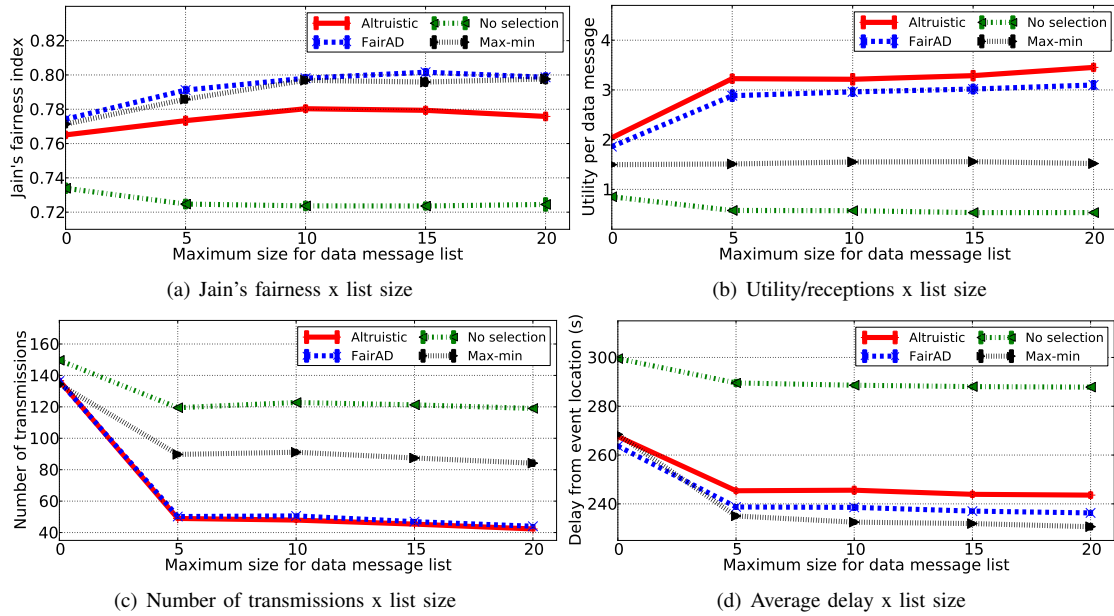 0.82
0.80
0.78
0.76
0.74
0.72
Jain's fairness index
Altruistic
FairAD
No selection
Max-min
0 5 10 15 20
Maximum size for data message list
(a) Jain's fairness x list size
4
3
2
1
Utility per data message
Altruistic
FairAD
No selection
Max-min
0 5 10 15 20
Maximum size for data message list
(b) Utility/receptions x list size
160
140
120
100
80
60
40
Number of transmissions
Altruistic
FairAD
No selection
Max-min
0 5 10 15 20
Maximum size for data message list
(c) Number of transmissions x list size
300
280
260
240
Delay from event location (s)
Altruistic
FairAD
No selection
Max-min
0 5 10 15 20
Maximum size for data message list
(d) Average delay x list size